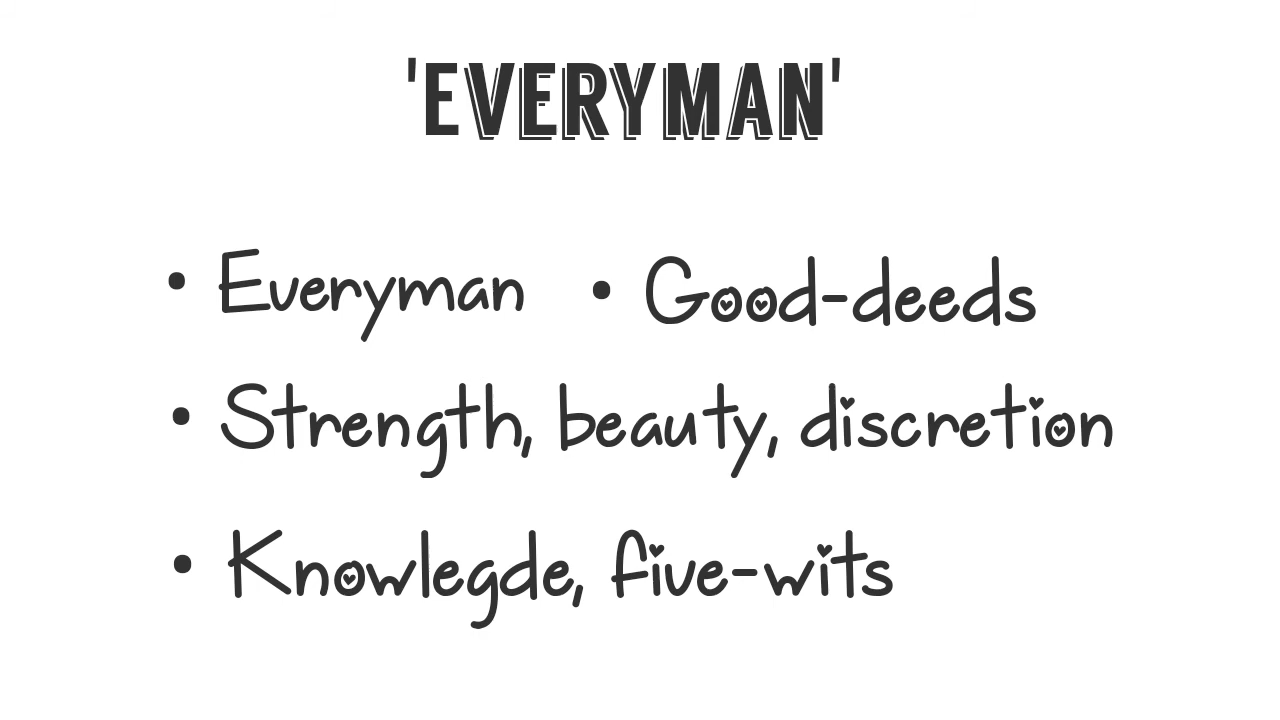 'EVERYMAN'
• Everyman • Good-deeds
• Strength, beauty, discretion
• Knowlegde, five-wits